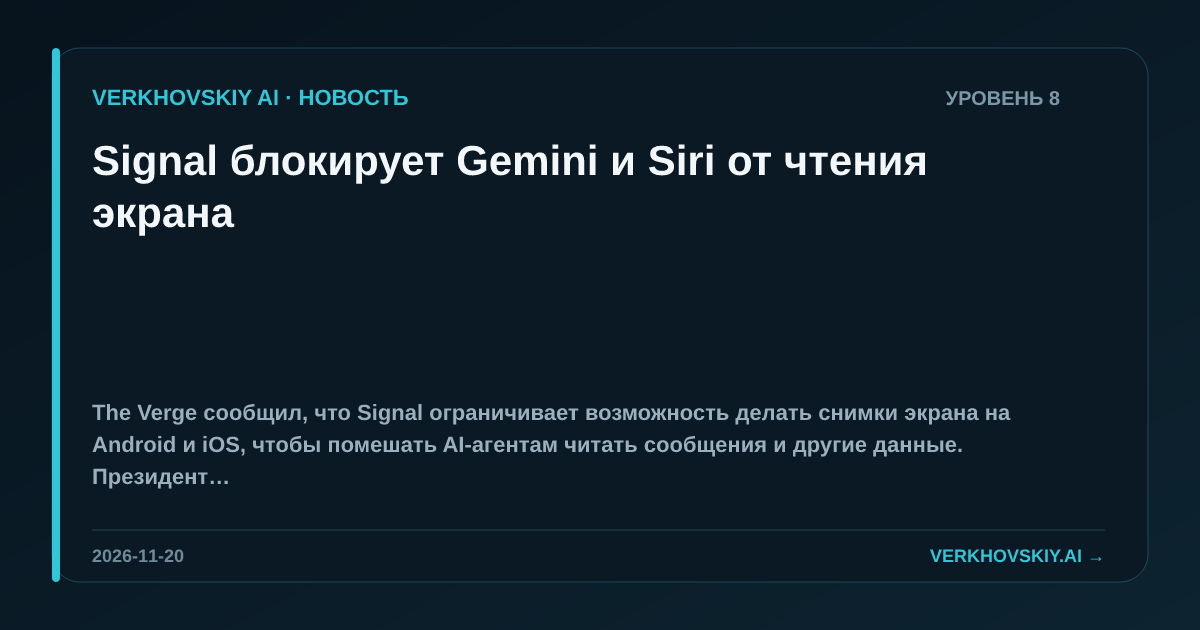 VERKHOVSKIY AI · НОВОСТЬ
УРОВЕНЬ 8
Signal блокирует Gemini и Siri от чтения
экрана
The Verge сообщил, что Signal ограничивает возможность делать снимки экрана на
Android и iOS, чтобы помешать AI-агентам читать сообщения и другие данные.
Президент…
2026-11-20
VERKHOVSKIY.AI →